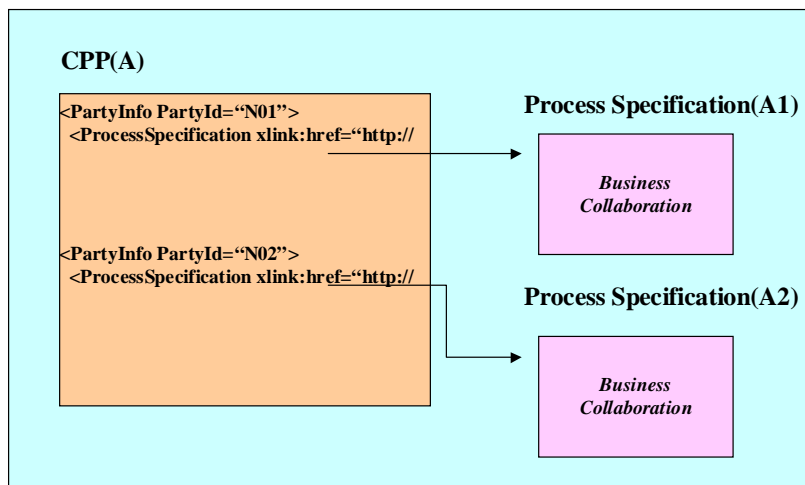 CPP(A)
<PartyInfo PartyId=“N01”>
<ProcessSpecification xlink:href=“http://
<PartyInfo PartyId=“N02”>
<ProcessSpecification xlink:href=“http://
Process Specification(A1)
Business
Collaboration
Process Specification(A2)
Business
Collaboration